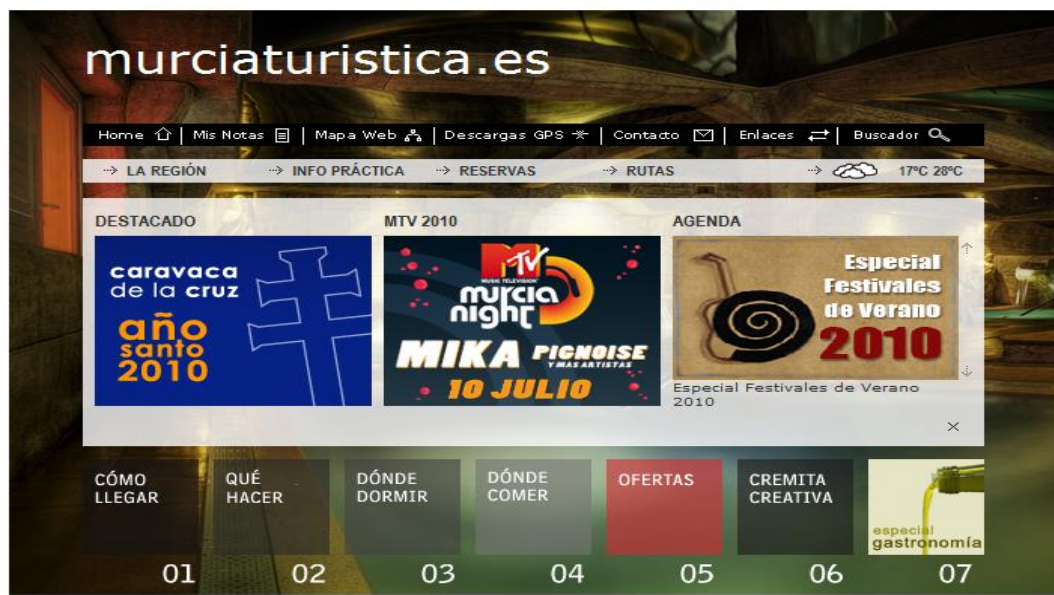 murciaturistica.es
Home | Mis Notas | Mapa Web | Descargas GPS | Contacto | Enlaces | Buscador
LA REGIÓN INFO PRÁCTICA RESERVAS RUTAS 17ºC 28ºC
DESTACADO
caravaca
de la cruz
año
santo
2010
MTV 2010
MTV
MUSIC TELEVISION
murcia
night
MIKA PIGNOISE
Y MAS ARTISTAS
10 JULIO
AGENDA
Especial
Festivales
de Verano
2010
Especial Festivales de Verano
2010
CÓMO
LLEGAR
01
QUÉ
HACER
02
DÓNDE
DORMIR
03
DÓNDE
COMER
04
OFERTAS
05
CREMITA
CREATIVA
06
especial
gastronomía
07